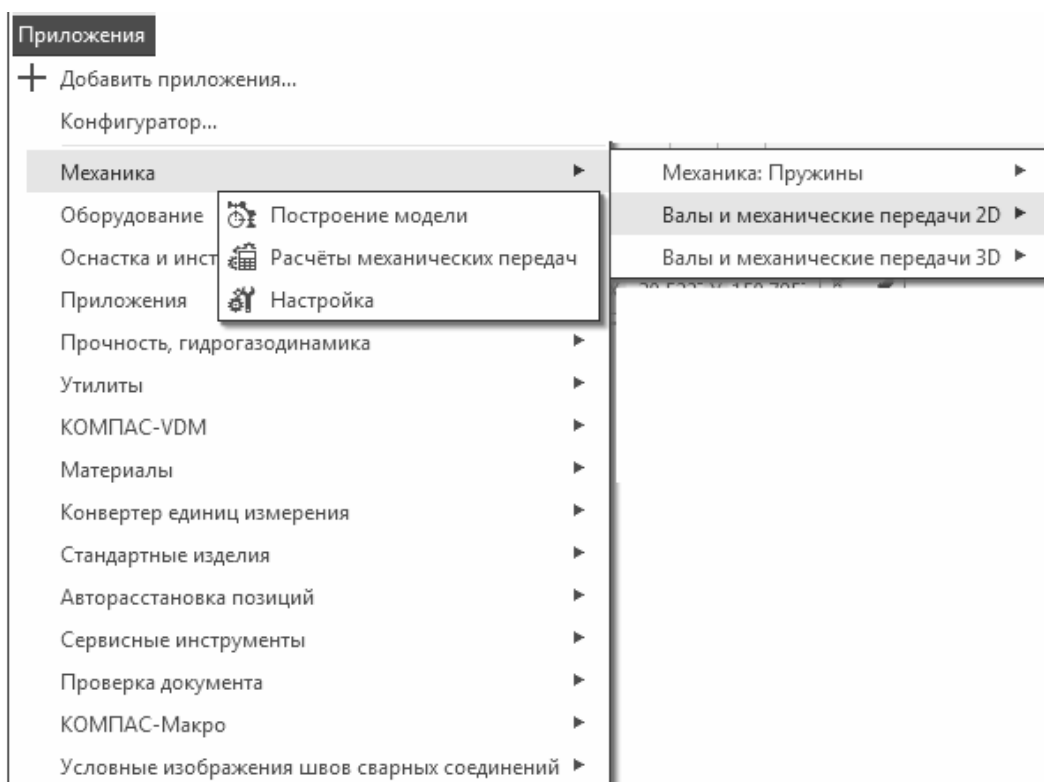 Приложения
Добавить приложения...
Конфигуратор...
Механика
Механика: Пружины
Оборудование
Построение модели
Валы и механические передачи 2D
Оснастка и инст
Расчёты механических передач
Валы и механические передачи 3D
Приложения
Настройка
Прочность, гидрогазодинамика
Утилиты
КОМПАС-VDM
Материалы
Конвертер единиц измерения
Стандартные изделия
Авторасстановка позиций
Сервисные инструменты
Проверка документа
КОМПАС-Макро
Условные изображения швов сварных соединений